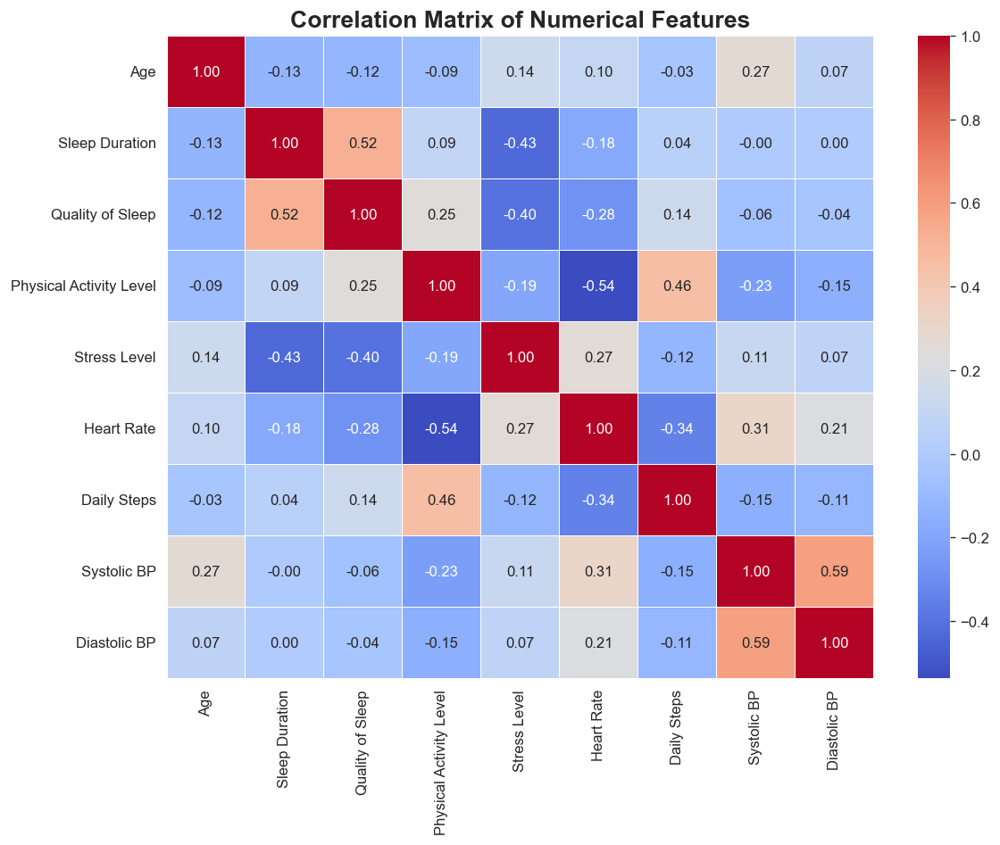 Correlation Matrix of Numerical Features
Age 1.00 -0.13 -0.12 -0.09 0.14 0.10 -0.03 0.27 0.07
Sleep Duration -0.13 1.00 0.52 0.09 -0.43 -0.18 0.04 -0.00 0.00
Quality of Sleep -0.12 0.52 1.00 0.25 -0.40 -0.28 0.14 -0.06 -0.04
Physical Activity Level -0.09 0.09 0.25 1.00 -0.19 -0.54 0.46 -0.23 -0.15
Stress Level 0.14 -0.43 -0.40 -0.19 1.00 0.27 -0.12 0.11 0.07
Heart Rate 0.10 -0.18 -0.28 -0.54 0.27 1.00 -0.34 0.31 0.21
Daily Steps -0.03 0.04 0.14 0.46 -0.12 -0.34 1.00 -0.15 -0.11
Systolic BP 0.27 -0.00 -0.06 -0.23 0.11 0.31 -0.15 1.00 0.59
Diastolic BP 0.07 0.00 -0.04 -0.15 0.07 0.21 -0.11 0.59 1.00
Age
Sleep Duration
Quality of Sleep
Physical Activity Level
Stress Level
Heart Rate
Daily Steps
Systolic BP
Diastolic BP
1.0
0.8
0.6
0.4
0.2
0.0
−0.2
−0.4